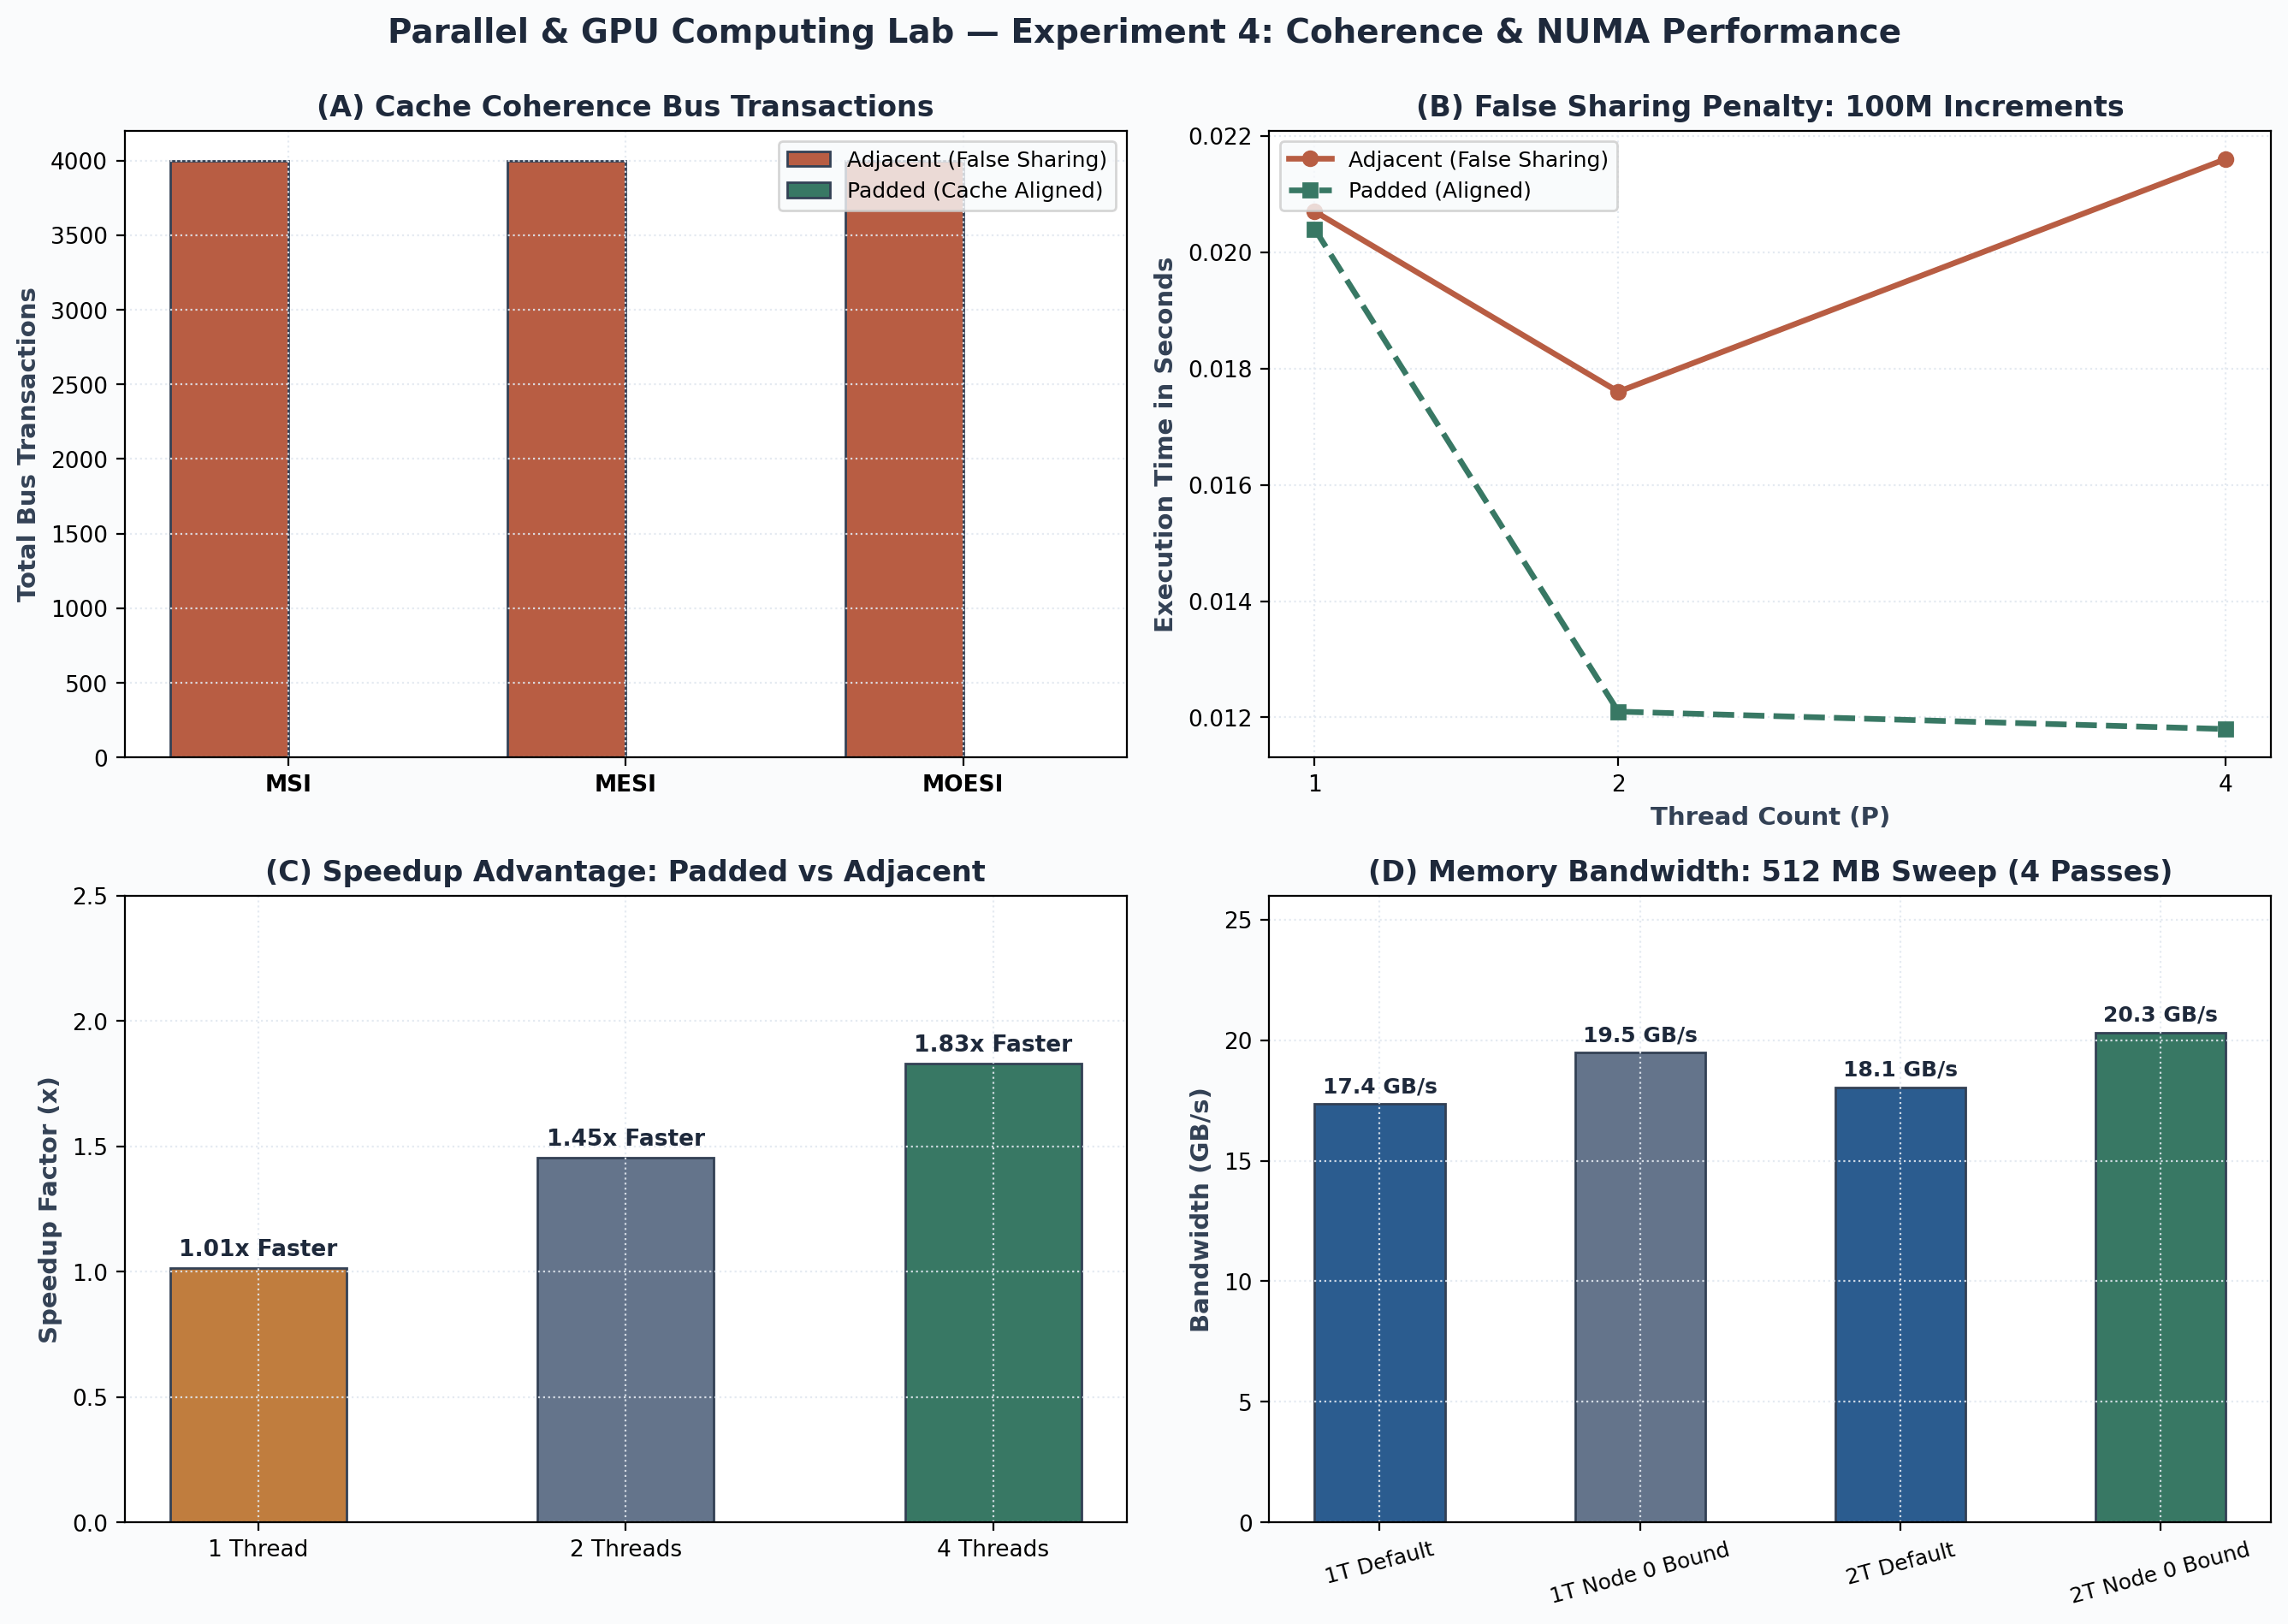 Parallel & GPU Computing Lab — Experiment 4: Coherence & NUMA Performance
(A) Cache Coherence Bus Transactions
Adjacent (False Sharing)
Padded (Cache Aligned)
Total Bus Transactions
4000
3500
3000
2500
2000
1500
1000
500
0
MSI
MESI
MOESI
(B) False Sharing Penalty: 100M Increments
Adjacent (False Sharing)
Padded (Aligned)
Execution Time in Seconds
0.022
0.020
0.018
0.016
0.014
0.012
1
2
4
Thread Count (P)
(C) Speedup Advantage: Padded vs Adjacent
Speedup Factor (x)
2.5
2.0
1.5
1.0
0.5
0.0
1.01x Faster
1.45x Faster
1.83x Faster
1 Thread
2 Threads
4 Threads
(D) Memory Bandwidth: 512 MB Sweep (4 Passes)
Bandwidth (GB/s)
25
20
15
10
5
0
17.4 GB/s
19.5 GB/s
18.1 GB/s
20.3 GB/s
1T Default
1T Node 0 Bound
2T Default
2T Node 0 Bound